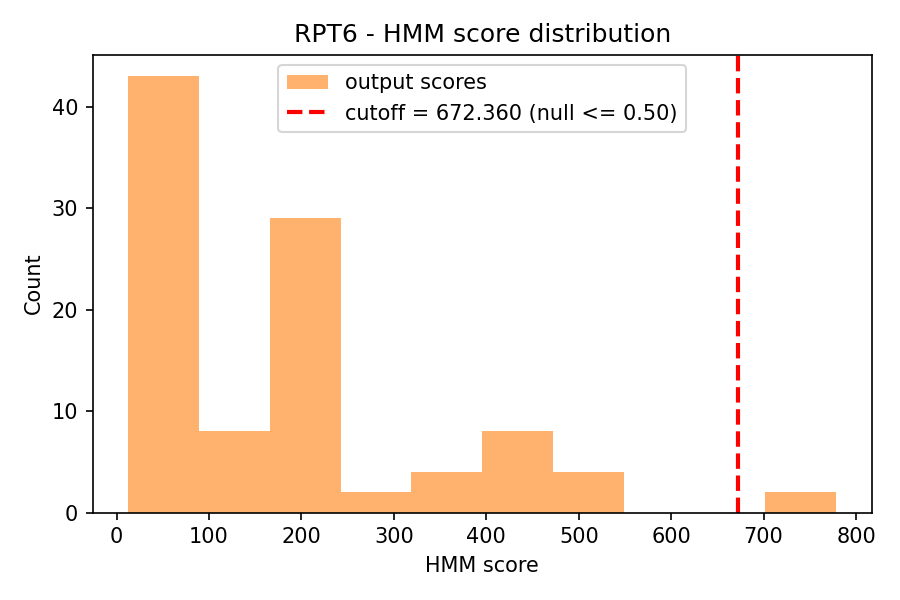 RPT6 - HMM score distribution
output scores
cutoff = 672.360 (null <= 0.50)
Count
40
30
20
10
0
0 100 200 300 400 500 600 700 800
HMM score